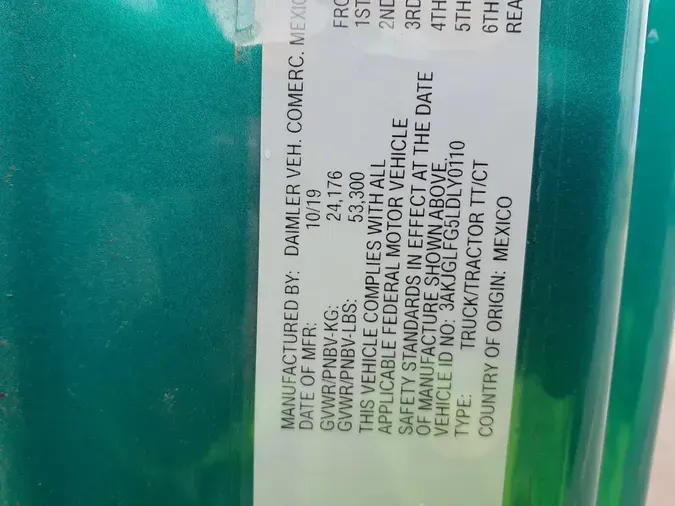 MANUFACTURED BY: DAIMLER VEH. COMERC. MEXICO
DATE OF MFR: 10/19
GVWR/PNBV-KG: 24,176
GVWR/PNBV-LBS: 53,300
THIS VEHICLE COMPLIES WITH ALL
APPLICABLE FEDERAL MOTOR VEHICLE
SAFETY STANDARDS IN EFFECT AT THE DATE
OF MANUFACTURE SHOWN ABOVE.
VEHICLE ID NO: 3AKJGLFG5LDLY0110
TYPE: TRUCK/TRACTOR TT/CT
COUNTRY OF ORIGIN: MEXICO
FRO
1ST
2ND
3RD
4TH
5TH
6TH
REA